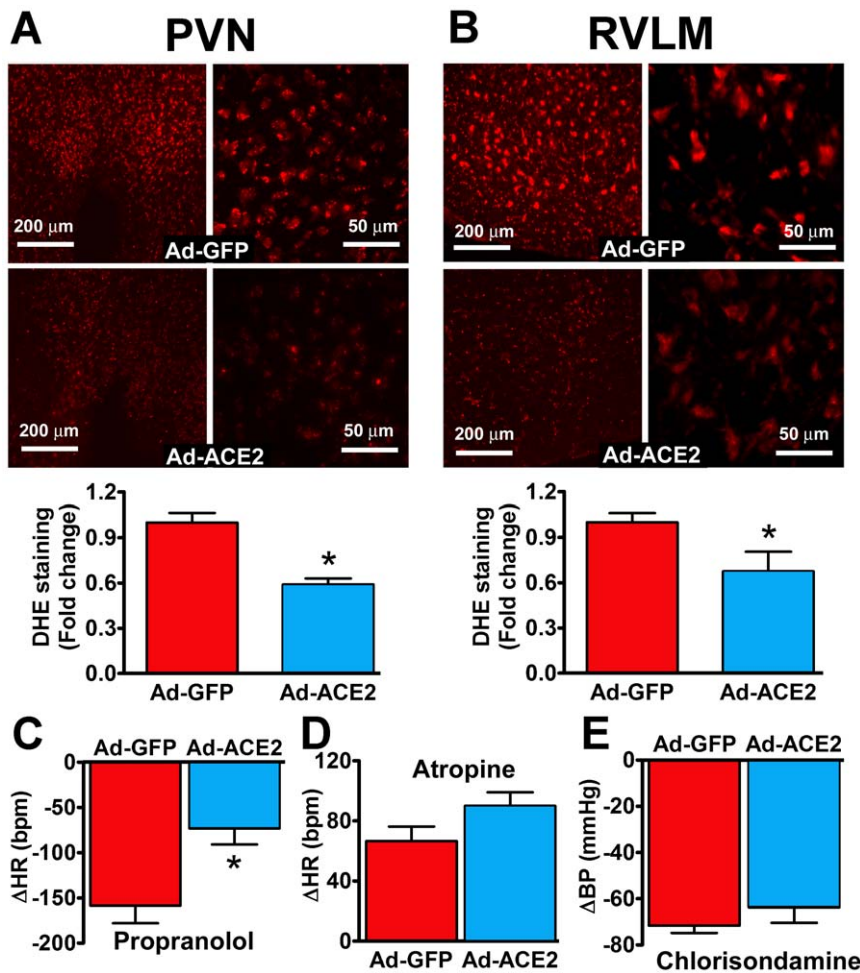 A PVN
B RVLM
200 μm 50 μm
Ad-GFP
200 μm 50 μm
Ad-GFP
200 μm 50 μm
Ad-ACE2
200 μm 50 μm
Ad-ACE2
DHE staining
(Fold change)
1.2
0.9
0.6
0.3
0.0
*
Ad-GFP Ad-ACE2
DHE staining
(Fold change)
1.2
0.9
0.6
0.3
0.0
*
Ad-GFP Ad-ACE2
C
Ad-GFP Ad-ACE2
ΔHR (bpm)
0
-50
-100
-150
-200
*
Propranolol
D
ΔHR (bpm)
120
80
40
0
Atropine
Ad-GFP Ad-ACE2
E
Ad-GFP Ad-ACE2
ΔBP (mmHg)
0
-20
-40
-60
-80
Chlorisondamine